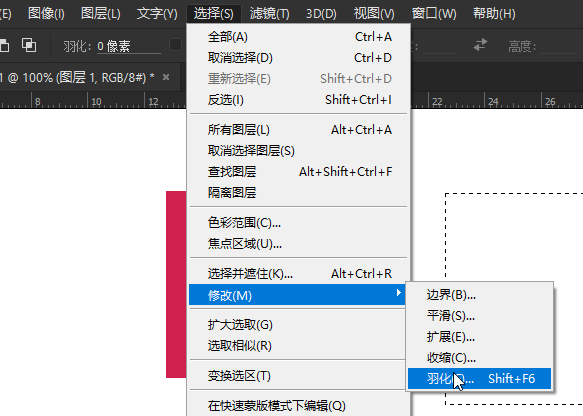 (E) 图像(I) 图层(L) 文字(Y) 选择(S) 滤镜(T) 3D(D) 视图(V) 窗口(W) 帮助(H)
羽化: 0 像素 高度:
1 @ 100% (图层 1, RGB/8#) * ×
8 10 12 22 24 26
全部(A) Ctrl+A
取消选择(D) Ctrl+D
重新选择(E) Shift+Ctrl+D
反选(I) Shift+Ctrl+I
所有图层(L) Alt+Ctrl+A
取消选择图层(S)
查找图层 Alt+Shift+Ctrl+F
隔离图层
色彩范围(C)...
焦点区域(U)...
选择并遮住(K)... Alt+Ctrl+R
修改(M)
边界(B)...
平滑(S)...
扩展(E)...
收缩(C)...
羽化 ... Shift+F6
扩大选取(G)
选取相似(R)
变换选区(T)
在快速蒙版模式下编辑(Q)